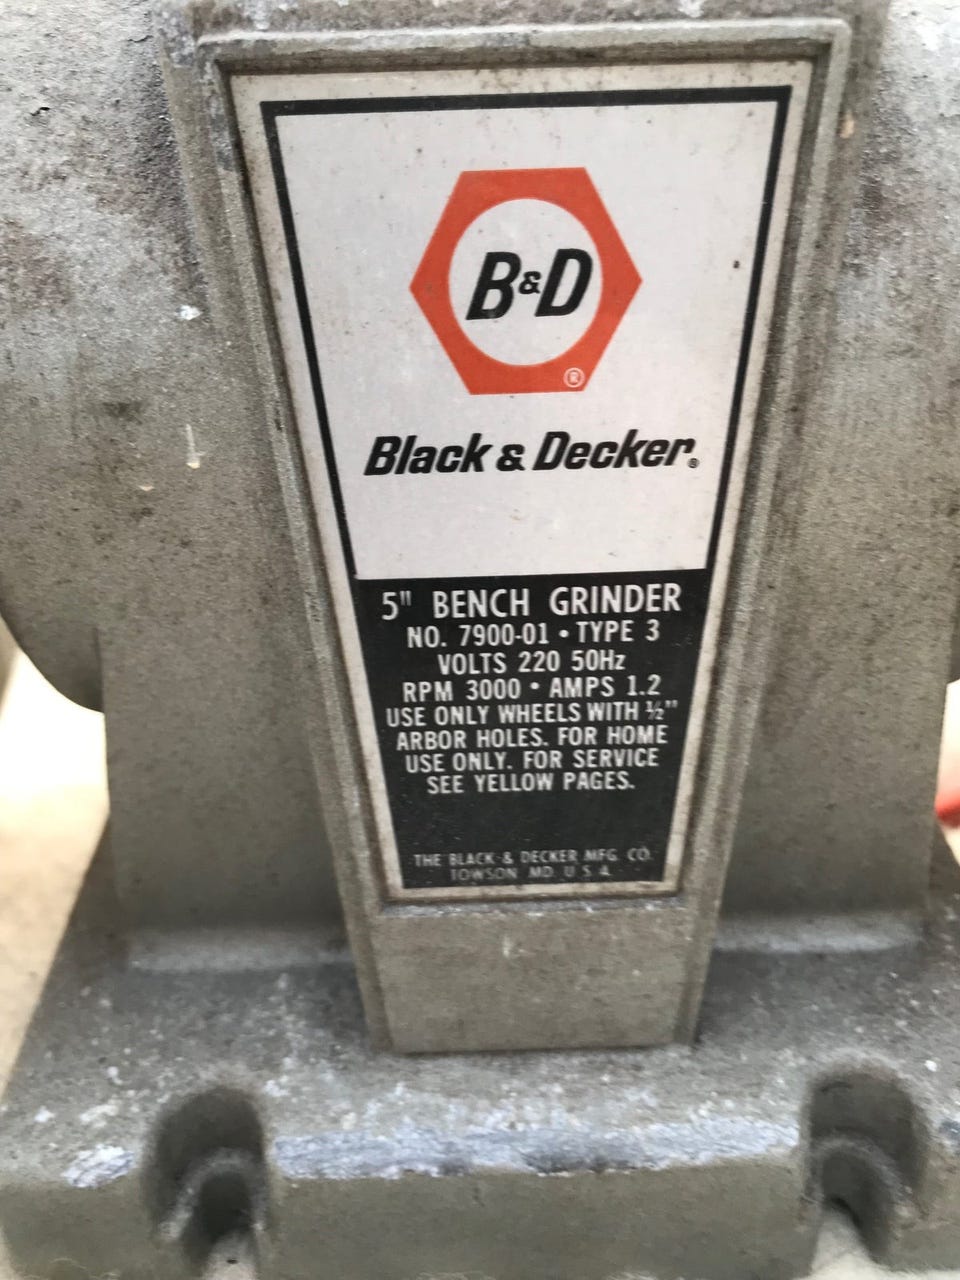 B&D
®
Black & Decker®
5" BENCH GRINDER
NO. 7900-01 • TYPE 3
VOLTS 220 50Hz
RPM 3000 • AMPS 1.2
USE ONLY WHEELS WITH ½"
ARBOR HOLES. FOR HOME
USE ONLY. FOR SERVICE
SEE YELLOW PAGES.
THE BLACK & DECKER MFG. CO.
TOWSON MD U S A